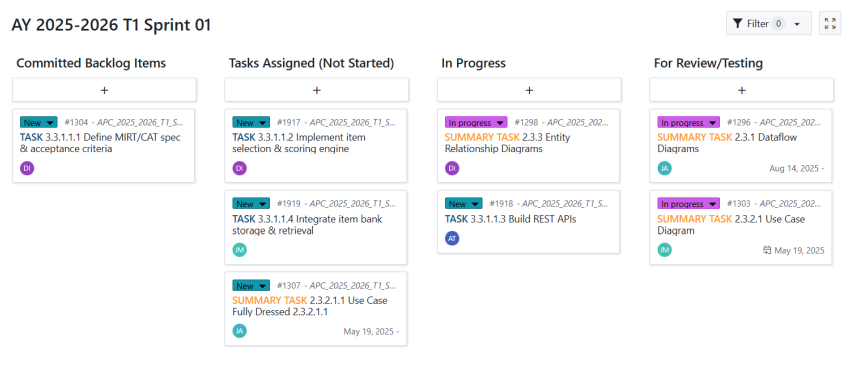 AY 2025-2026 T1 Sprint 01
Filter 0
Committed Backlog Items
+
New #1304 - APC_2025_2026_T1_S...
TASK 3.3.1.1.1 Define MIRT/CAT spec
& acceptance criteria
DI
Tasks Assigned (Not Started)
+
New #1917 - APC_2025_2026_T1_S...
TASK 3.3.1.1.2 Implement item
selection & scoring engine
DI
New #1919 - APC_2025_2026_T1_S...
TASK 3.3.1.1.4 Integrate item bank
storage & retrieval
JM
New #1307 - APC_2025_2026_T1_S...
SUMMARY TASK 2.3.2.1.1 Use Case
Fully Dressed 2.3.2.1.1
JA May 19, 2025 -
In Progress
+
In progress #1298 - APC_2025_202...
SUMMARY TASK 2.3.3 Entity
Relationship Diagrams
DI
New #1918 - APC_2025_2026_T1_S...
TASK 3.3.1.1.3 Build REST APIs
AT
For Review/Testing
+
In progress #1296 - APC_2025_202...
SUMMARY TASK 2.3.1 Dataflow
Diagrams
JA Aug 14, 2025 -
In progress #1303 - APC_2025_202...
SUMMARY TASK 2.3.2.1 Use Case
Diagram
JM May 19, 2025